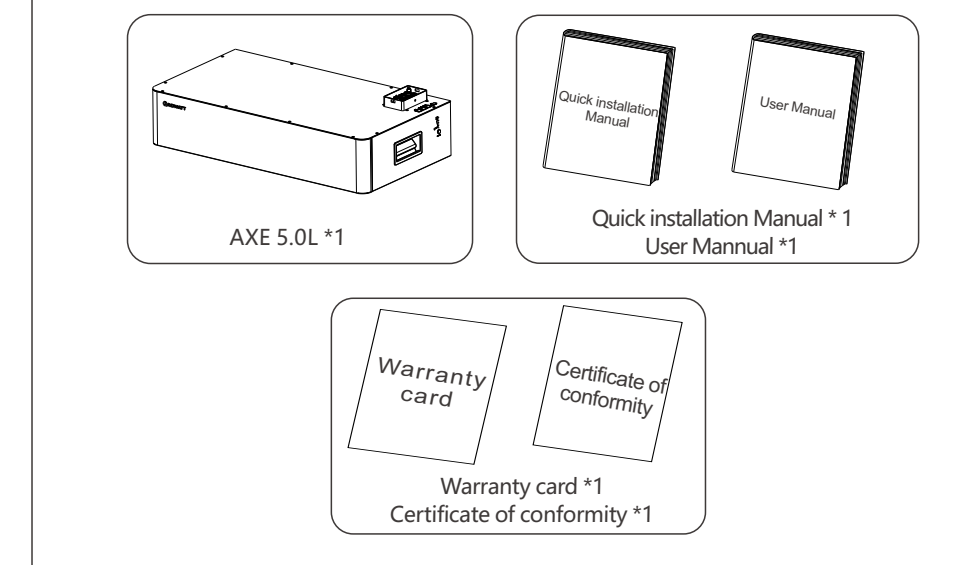 GROWATT
AXE 5.0L *1
Quick installation
Manual
User Manual
Quick installation Manual * 1
User Mannual *1
Warranty
card
Certificate of
conformity
Warranty card *1
Certificate of conformity *1